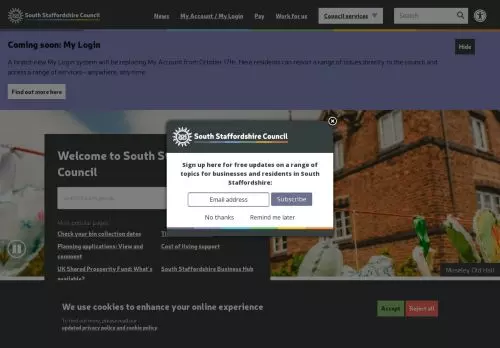 South Staffordshire Council
News
My Account / My Login
Pay
Work for us
Council services
Search
Coming soon: My Login
Hide
A brand-new My Login system will be replacing My Account from October 17th. Here residents can report a range of issues directly to the council and
access a range of services - anywhere, any time.
Find out more here
South Staffordshire Council
Sign up here for free updates on a range of
topics for businesses and residents in South
Staffordshire:
Email address
Subscribe
No thanks
Remind me later
Welcome to South St
Council
Most popular pages
Check your bin collection dates
Planning applications: View and
comment
Cost of living support
UK Shared Prosperity Fund: What's
available?
South Staffordshire Business Hub
Moseley Old Hall
We use cookies to enhance your online experience
To find out more, please read our
updated privacy and cookie policy
Accept
Reject all